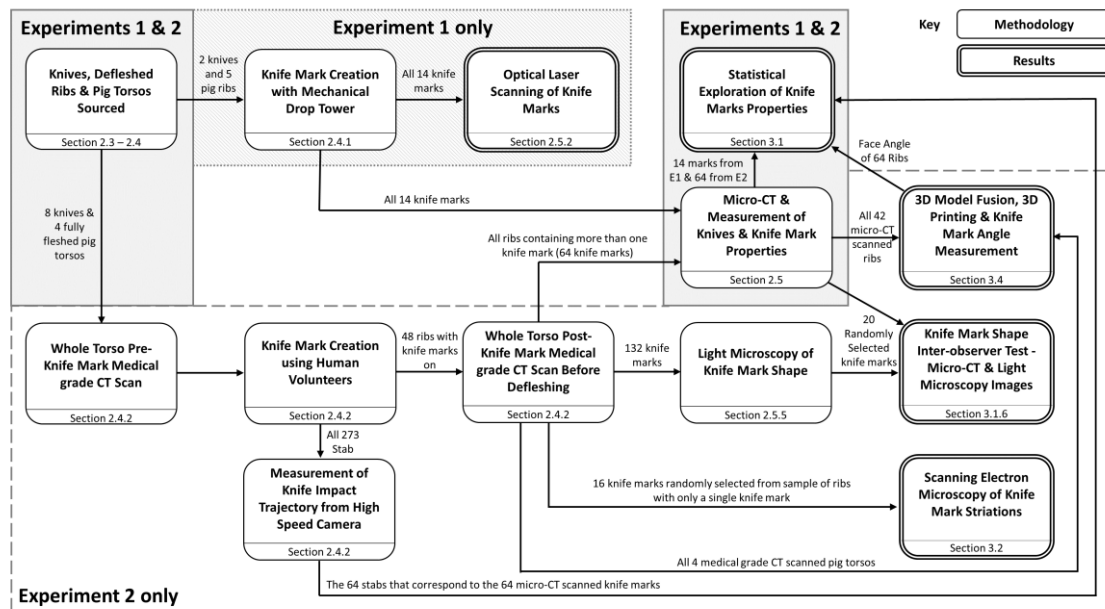 Experiments 1 & 2
Experiment 1 only
Experiments 1 & 2
Key
Methodology
Results
Knives, Defleshed
Ribs & Pig Torsos
Sourced
Section 2.3 – 2.4
2 knives
and 5
pig ribs
Knife Mark Creation
with Mechanical
Drop Tower
Section 2.4.1
All 14 knife
marks
Optical Laser
Scanning of Knife
Marks
Section 2.5.2
Statistical
Exploration of Knife
Marks Properties
Section 3.1
Face Angle
of 64 Ribs
14 marks from
E1 & 64 from E2
8 knives &
4 fully
fleshed pig
torsos
All 14 knife marks
All ribs containing more than one
knife mark (64 knife marks)
Micro-CT &
Measurement of
Knives & Knife Mark
Properties
Section 2.5
All 42
micro-CT
scanned
ribs
3D Model Fusion, 3D
Printing & Knife
Mark Angle
Measurement
Section 3.4
Whole Torso Pre-
Knife Mark Medical
grade CT Scan
Section 2.4.2
Knife Mark Creation
using Human
Volunteers
Section 2.4.2
48 ribs with
knife marks
on
Whole Torso Post-
Knife Mark Medical
grade CT Scan Before
Defleshing
Section 2.4.2
132 knife
marks
Light Microscopy of
Knife Mark Shape
Section 2.5.5
20
Randomly
Selected
knife marks
Knife Mark Shape
Inter-observer Test -
Micro-CT & Light
Microscopy Images
Section 3.1.6
All 273
Stab
Measurement of
Knife Impact
Trajectory from High
Speed Camera
Section 2.4.2
16 knife marks randomly selected from sample of ribs
with only a single knife mark
Scanning Electron
Microscopy of Knife
Mark Striations
Section 3.2
All 4 medical grade CT scanned pig torsos
The 64 stabs that correspond to the 64 micro-CT scanned knife marks
Experiment 2 only